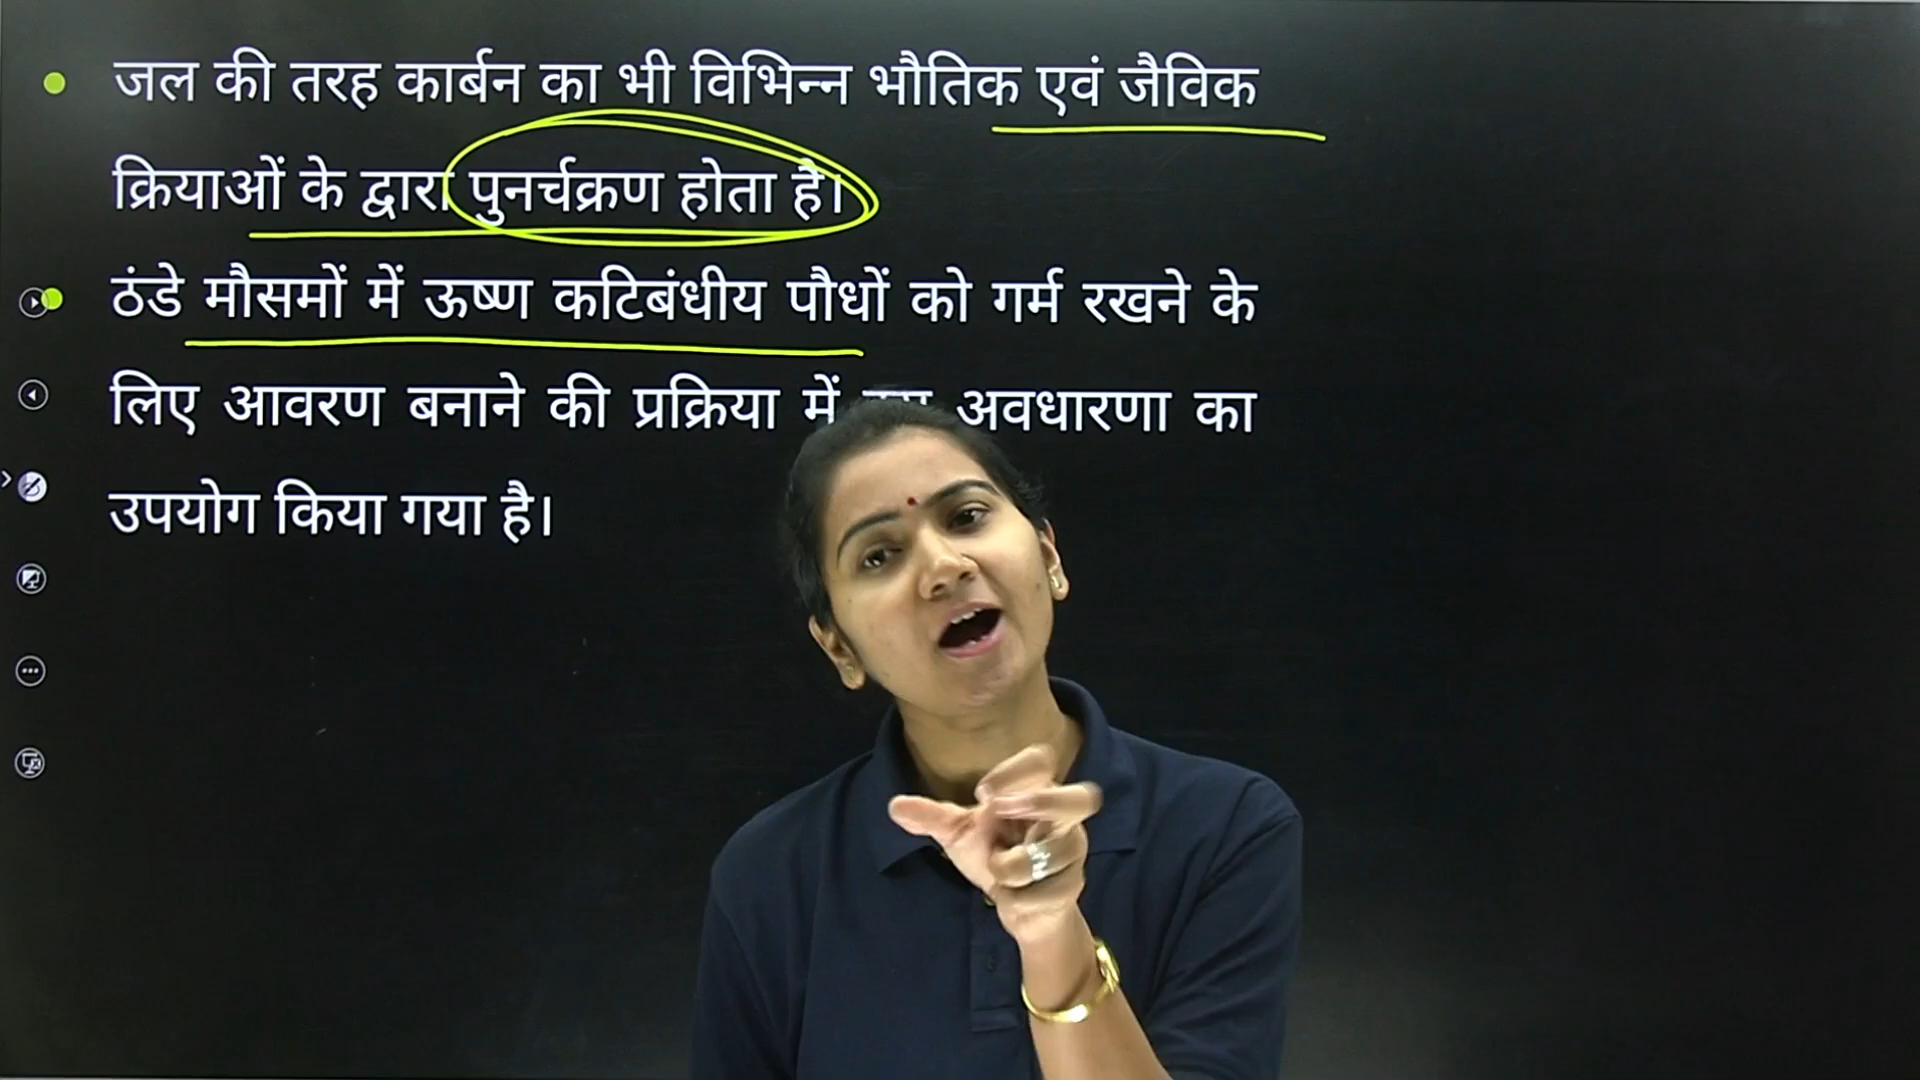 जल की तरह कार्बन का भी विभिन्न भौतिक एवं जैविक
क्रियाओं के द्वारा पुनर्चक्रण होता है।
ठंडे मौसमों में ऊष्ण कटिबंधीय पौधों को गर्म रखने के
लिए आवरण बनाने की प्रक्रिया में अवधारणा का
उपयोग किया गया है।